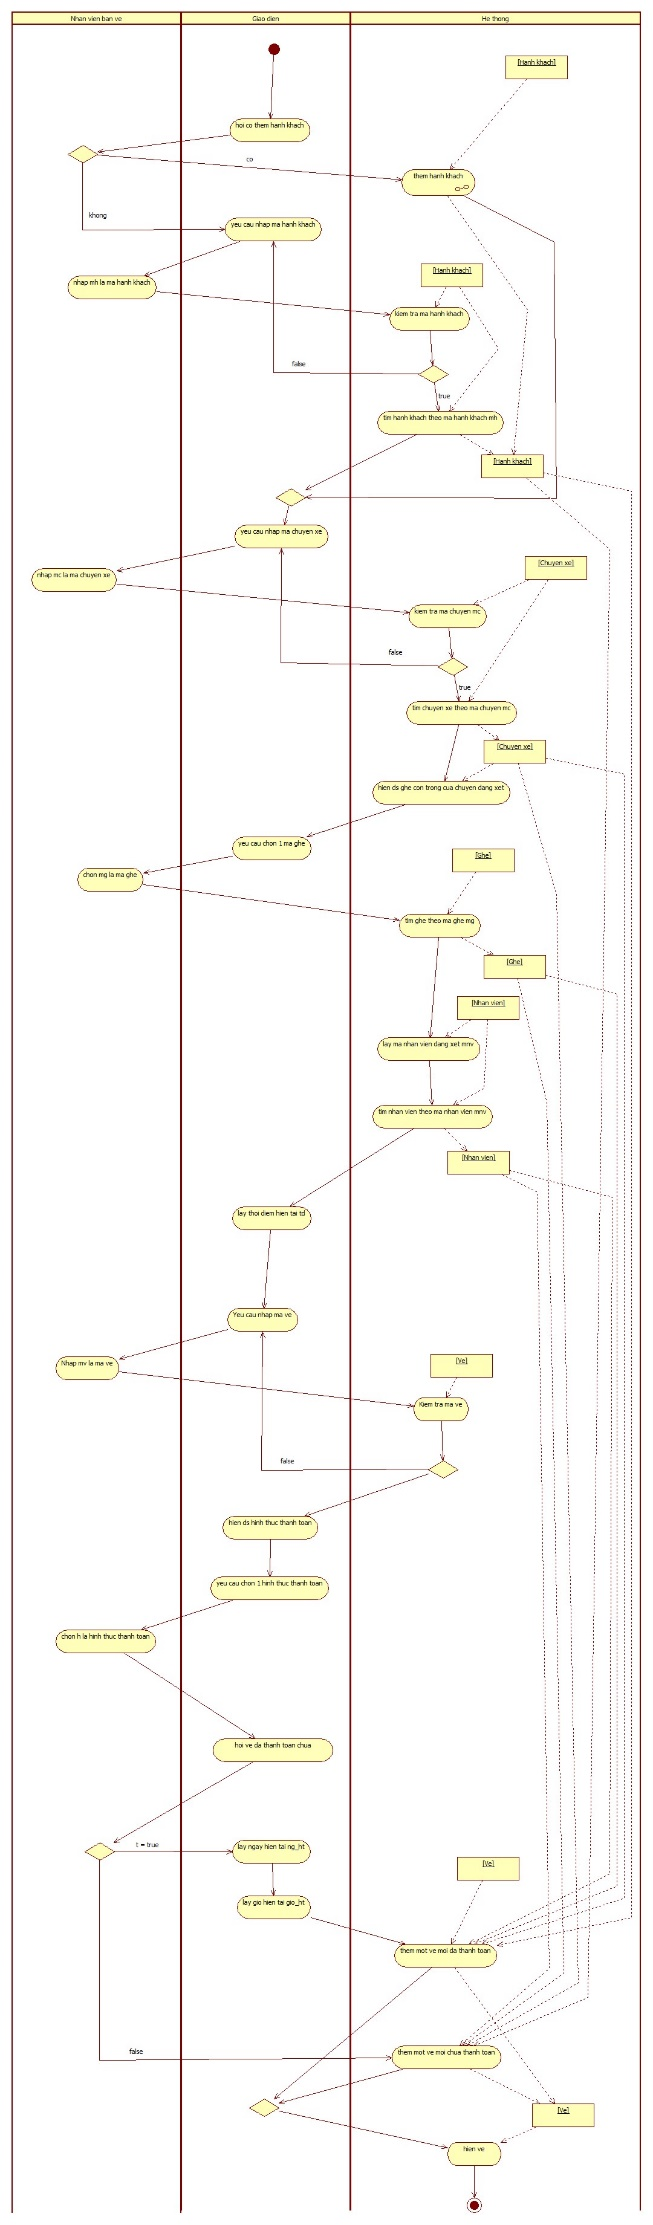 Nhan vien ban ve
Giao dien
He thong
[Hanh khach]
hoi co them hanh khach
co
them hanh khach
khong
yeu cau nhap ma hanh khach
[Hanh khach]
nhap mh la ma hanh khach
kiem tra ma hanh khach
false
true
tim hanh khach theo ma hanh khach mh
[Hanh khach]
yeu cau nhap ma chuyen xe
[Chuyen xe]
nhap mc la ma chuyen xe
kiem tra ma chuyen mc
false
true
tim chuyen xe theo ma chuyen mc
[Chuyen xe]
hien ds ghe con trong cua chuyen dang xet
yeu cau chon 1 ma ghe
[Ghe]
chon mg la ma ghe
tim ghe theo ma ghe mg
[Ghe]
[Nhan vien]
lay ma nhan vien dang xet mnv
tim nhan vien theo ma nhan vien mnv
[Nhan vien]
lay thoi diem hien tai td
Yeu cau nhap ma ve
[Ve]
Nhap mv la ma ve
Kiem tra ma ve
false
hien ds hinh thuc thanh toan
yeu cau chon 1 hinh thuc thanh toan
chon h la hinh thuc thanh toan
hoi ve da thanh toan chua
t = true
lay ngay hien tai ng_ht
[Ve]
lay gio hien tai gio_ht
them mot ve moi da thanh toan
false
them mot ve moi chua thanh toan
[Ve]
hien ve